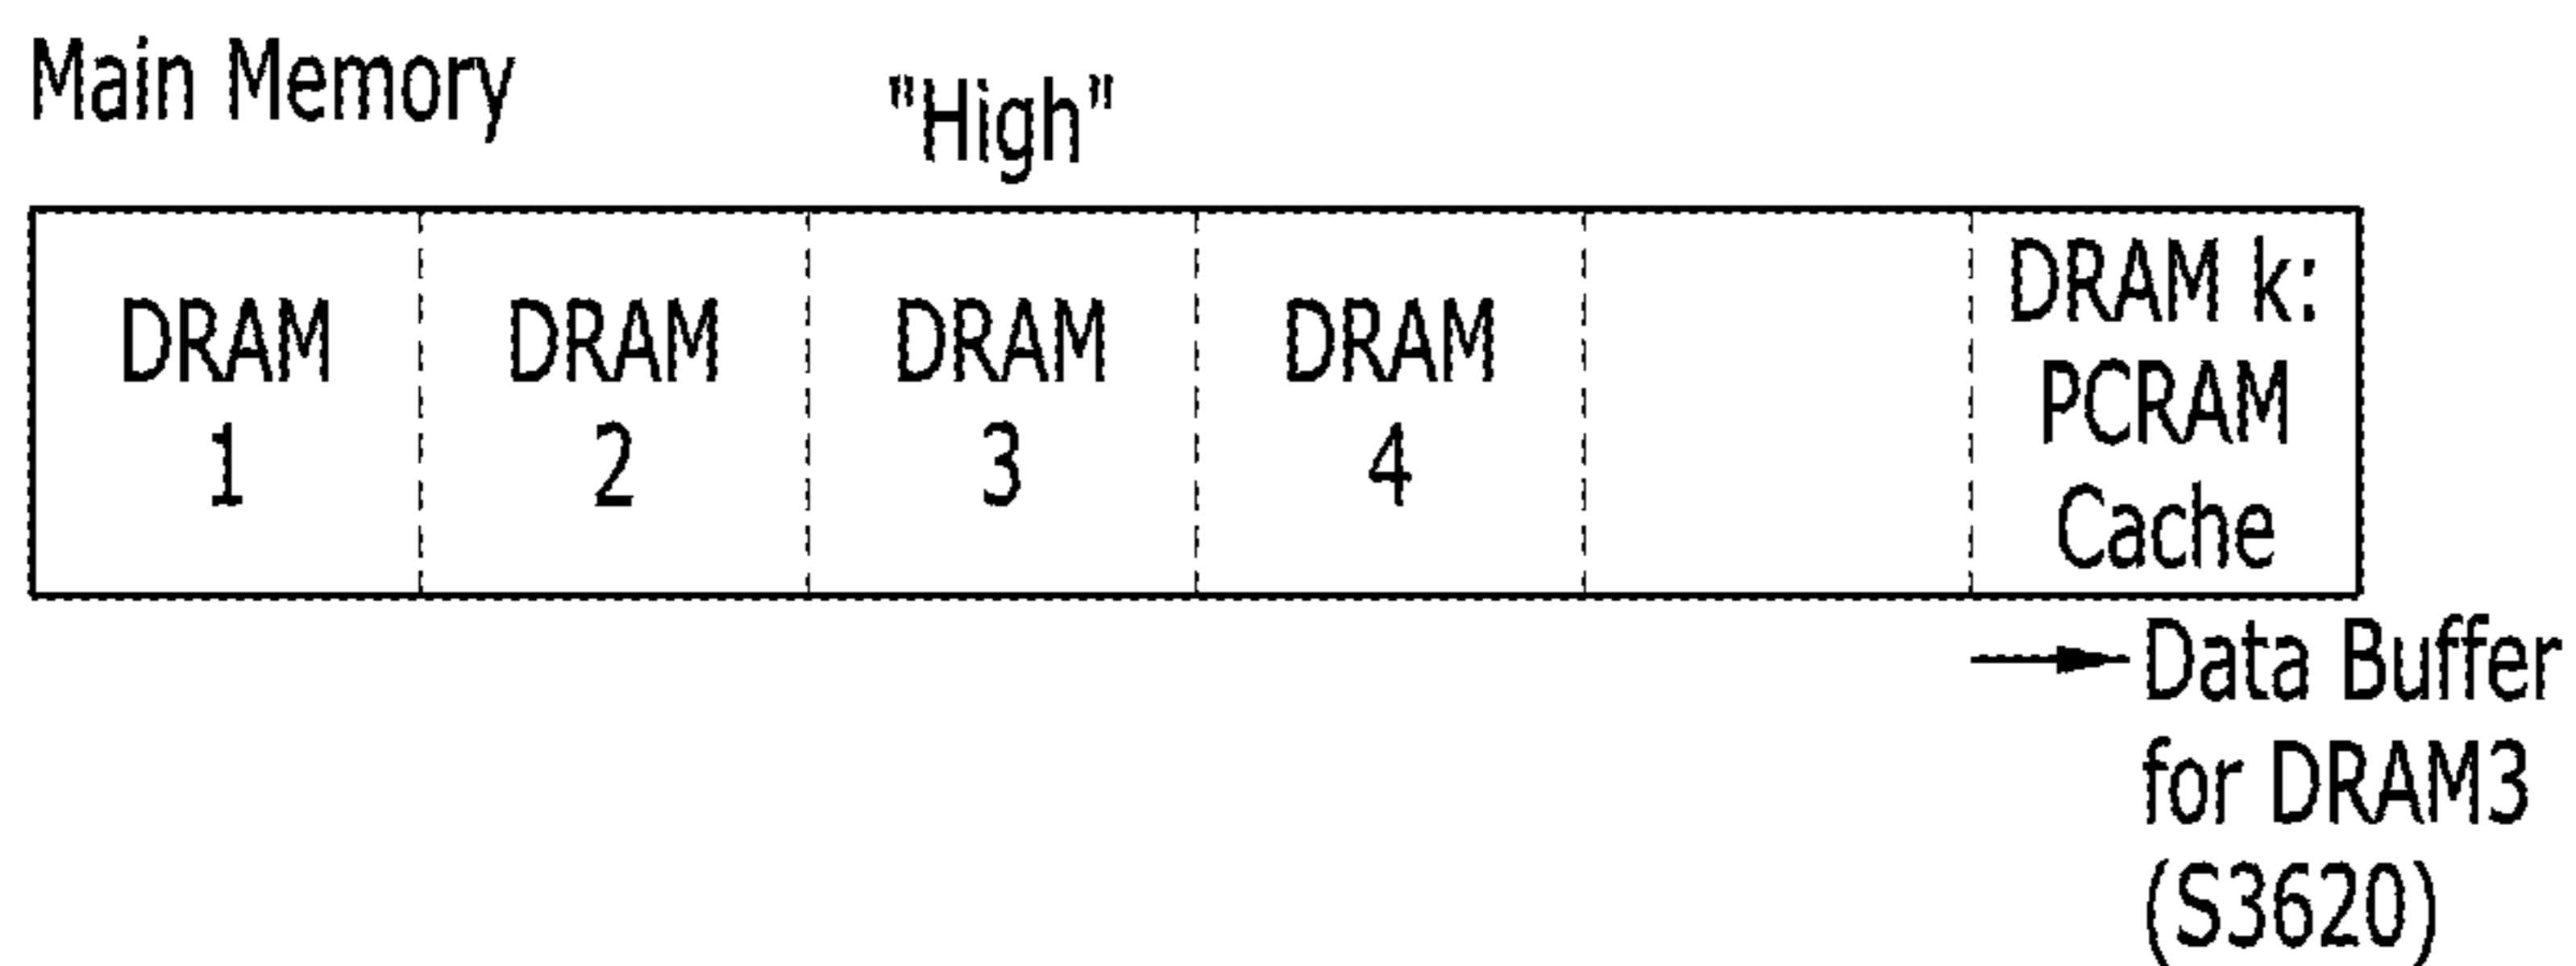 Main Memory
"High"
DRAM
1
DRAM
2
DRAM
3
DRAM
4
DRAM k:
PCRAM
Cache
Data Buffer
for DRAM3
(S3620)